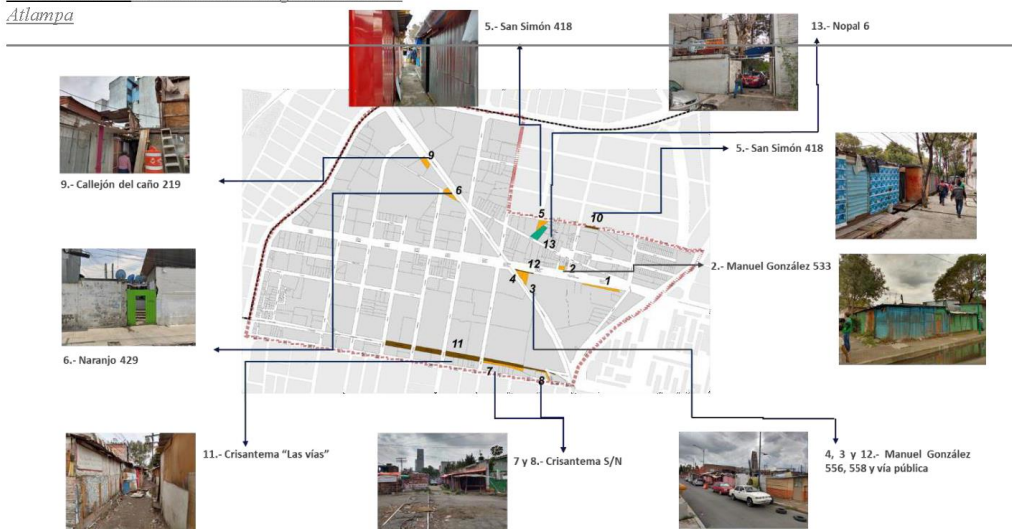 Atlampa
5.- San Simón 418
13.- Nopal 6
9.- Callejón del caño 219
5.- San Simón 418
2.- Manuel González 533
6.- Naranjo 429
11.- Crisantema “Las vías”
7 y 8.- Crisantema S/N
4, 3 y 12.- Manuel González
556, 558 y vía pública
9
6
5
10
13
12
2
4
3
1
11
7
8